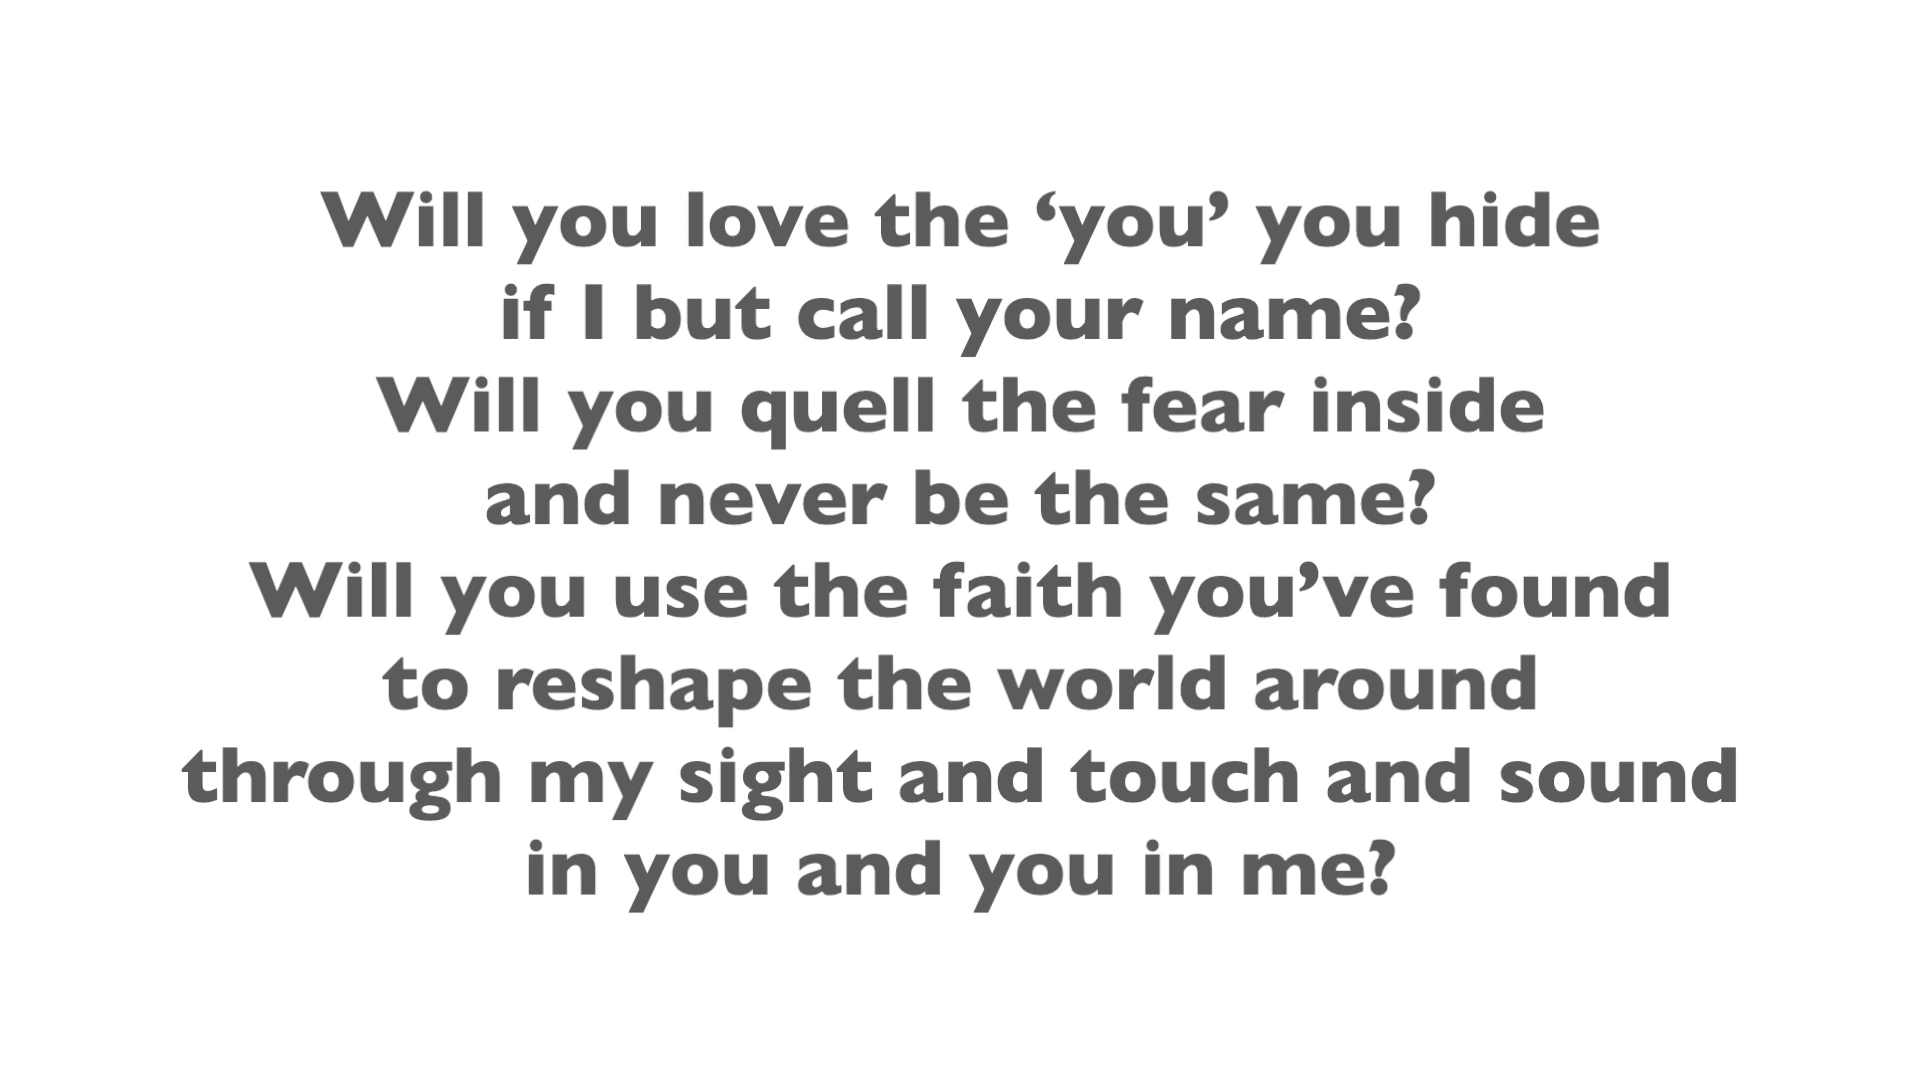 Will you love the ‘you’ you hide
if I but call your name?
Will you quell the fear inside
and never be the same?
Will you use the faith you’ve found
to reshape the world around
through my sight and touch and sound
in you and you in me?